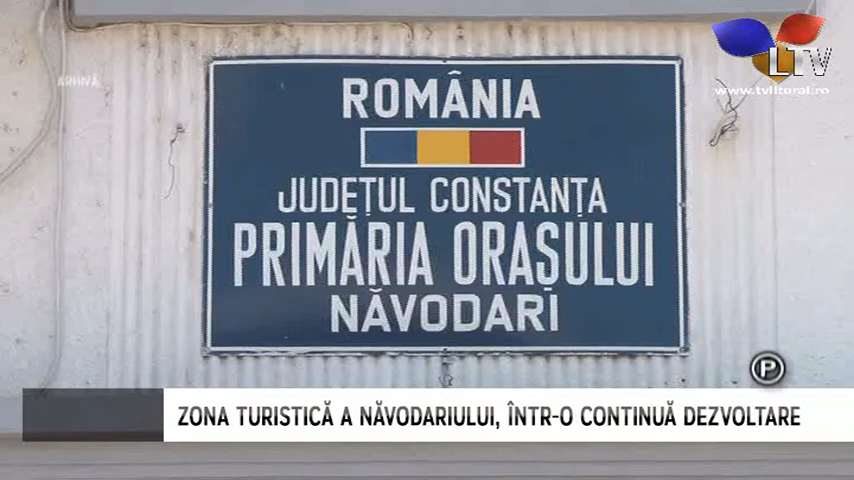 ARHIVĂ
LTV
www.tvlitoral.ro
ROMÂNIA
JUDEȚUL CONSTANȚA
PRIMĂRIA ORAȘULUI
NĂVODARI
P
ZONA TURISTICĂ A NĂVODARIULUI, ÎNTR-O CONTINUĂ DEZVOLTARE